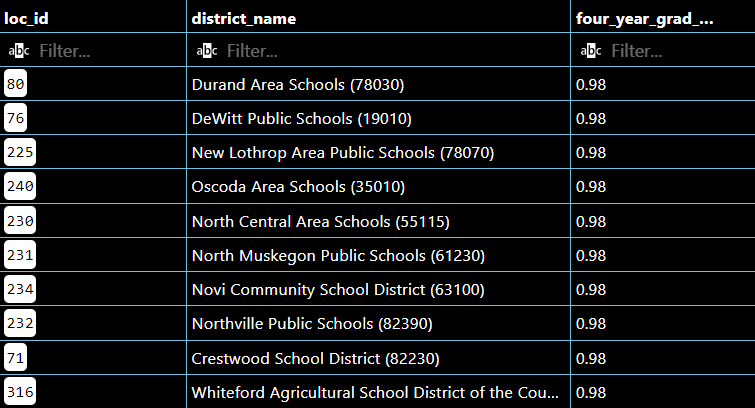 loc_id district_name four_year_grad_...
abc Filter... abc Filter... abc Filter...
80 Durand Area Schools (78030) 0.98
76 DeWitt Public Schools (19010) 0.98
225 New Lothrop Area Public Schools (78070) 0.98
240 Oscoda Area Schools (35010) 0.98
230 North Central Area Schools (55115) 0.98
231 North Muskegon Public Schools (61230) 0.98
234 Novi Community School District (63100) 0.98
232 Northville Public Schools (82390) 0.98
71 Crestwood School District (82230) 0.98
316 Whiteford Agricultural School District of the Cou... 0.98